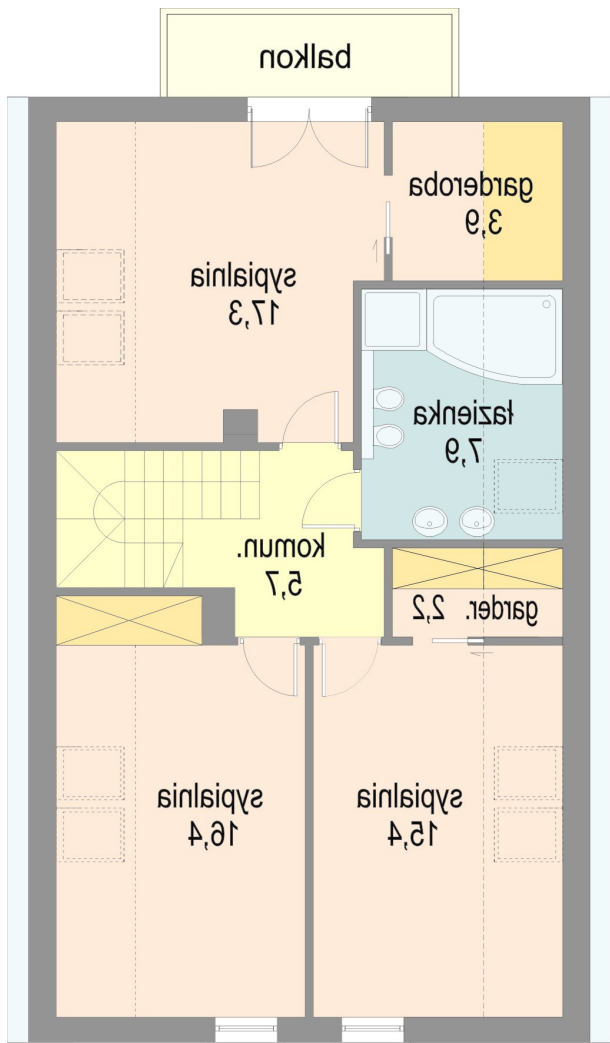 balkon
garderoba
3,9
sypialnia
17,3
łazienka
7,9
komun.
5,7
garder. 2,2
sypialnia
16,4
sypialnia
15,4